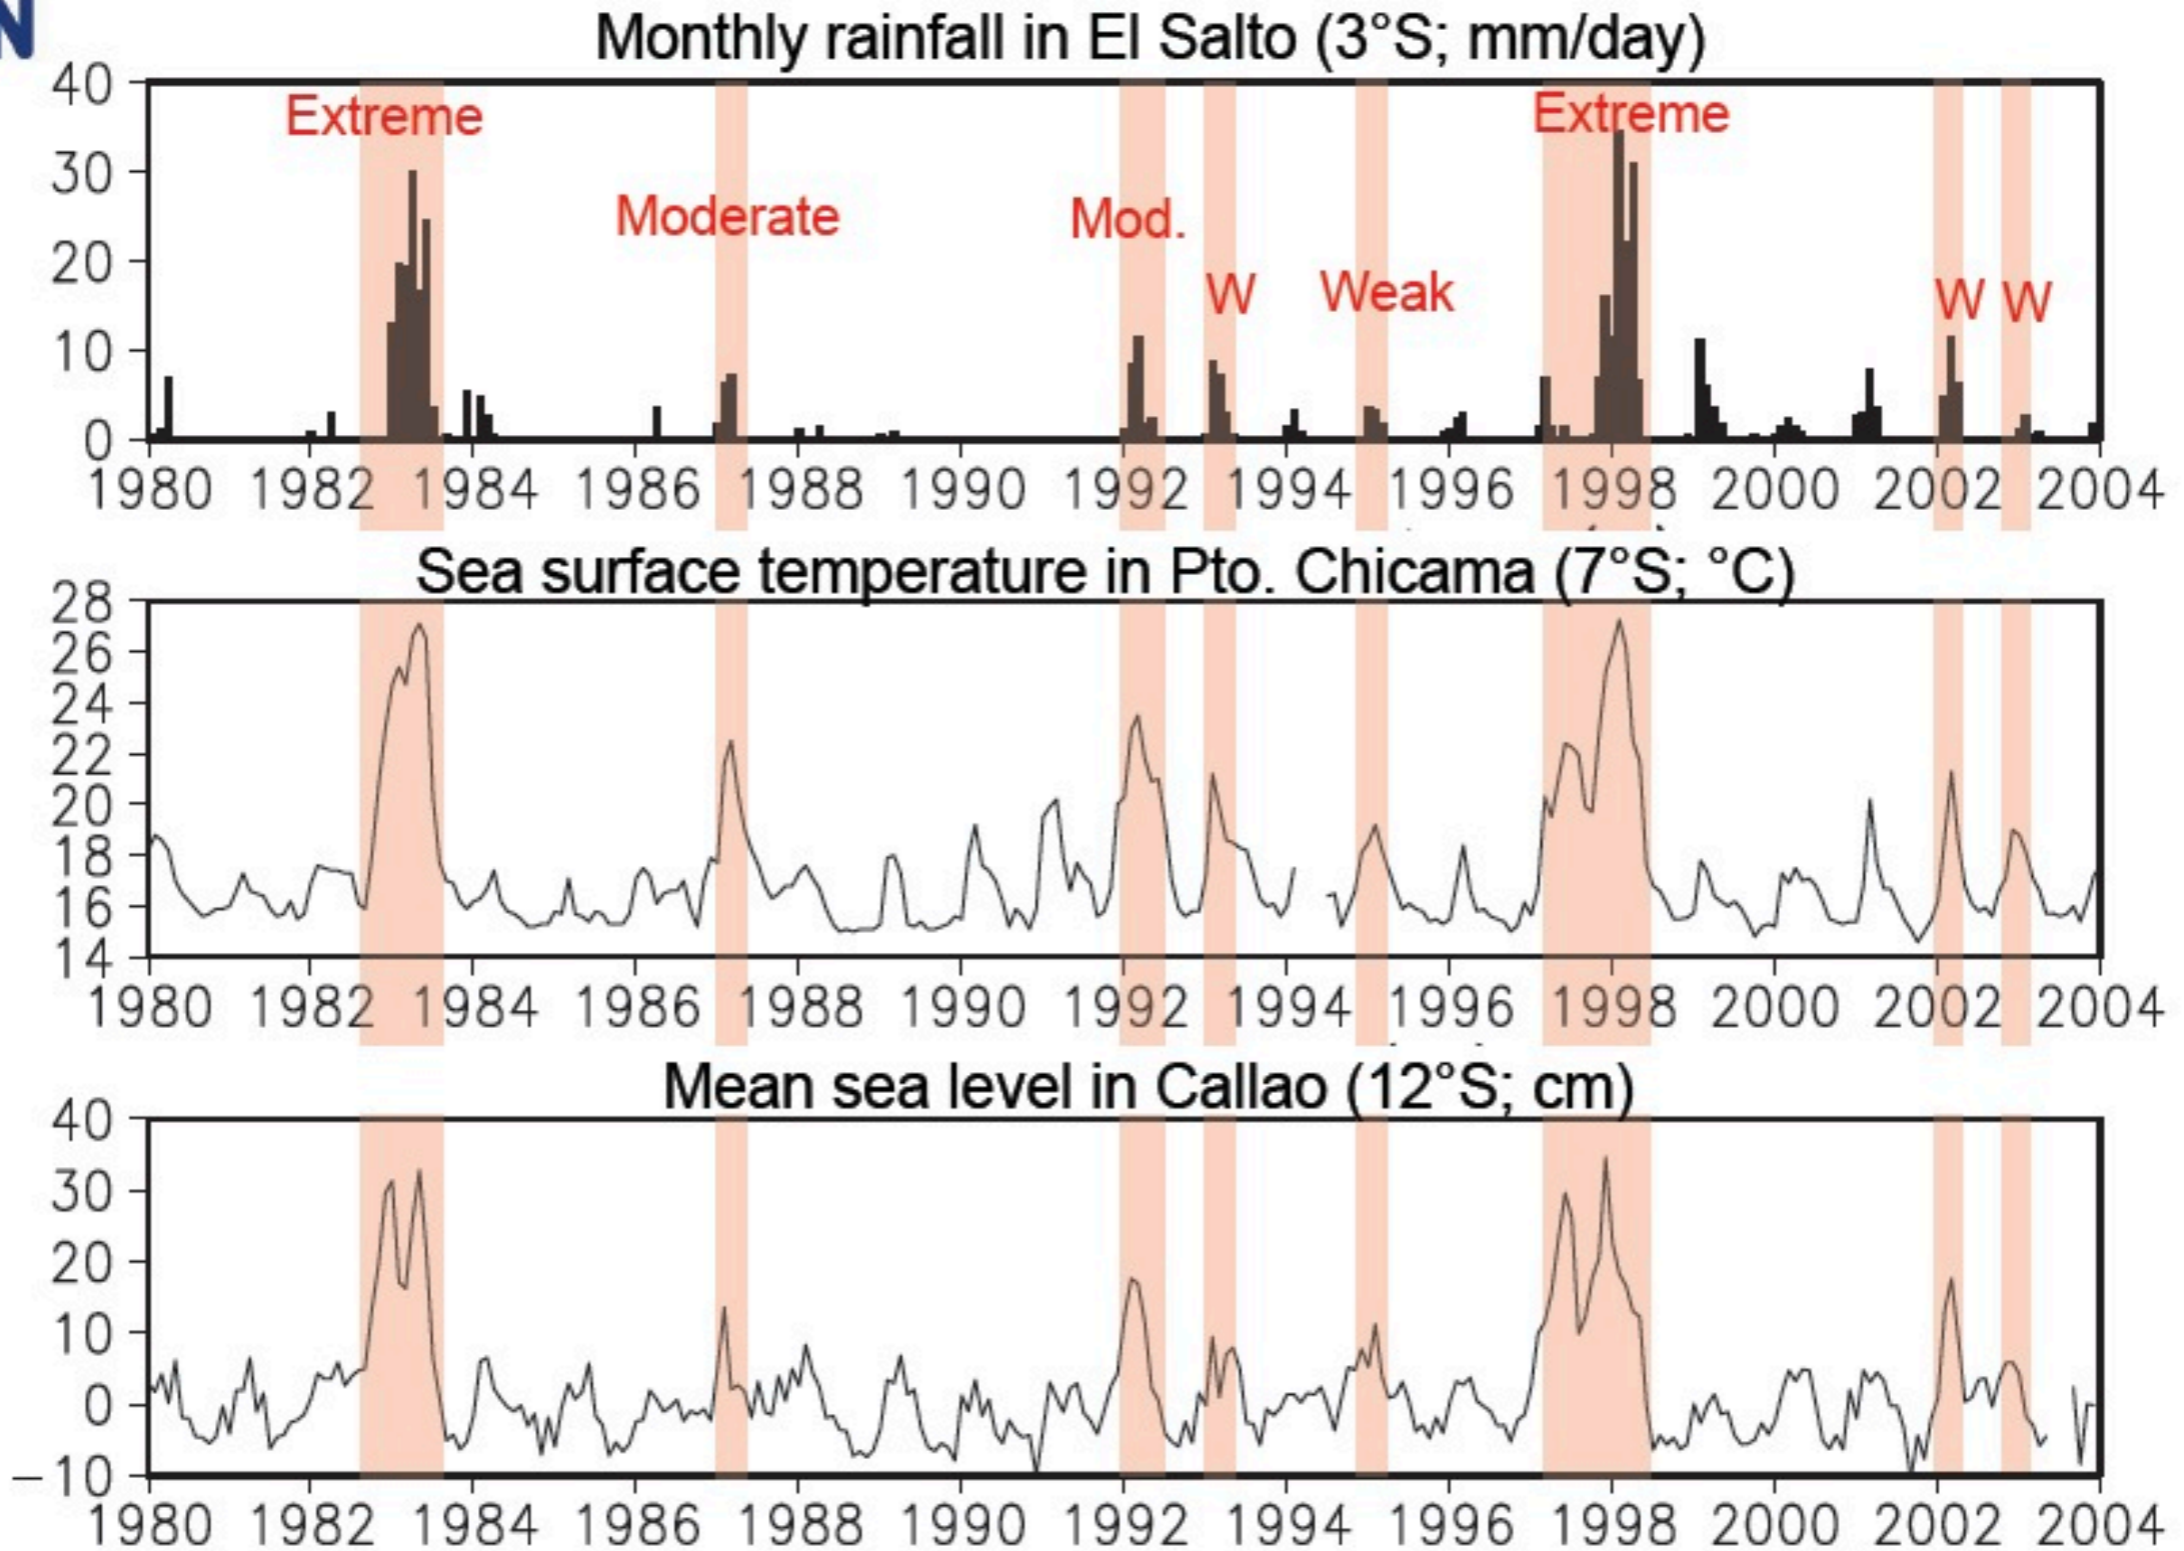 N
Monthly rainfall in El Salto (3°S; mm/day)
40
30
20
10
0
Extreme
Moderate
Mod.
W
Weak
Extreme
W
W
1980 1982 1984 1986 1988 1990 1992 1994 1996 1998 2000 2002 2004
Sea surface temperature in Pto. Chicama (7°S; °C)
28
26
24
22
20
18
16
14
1980 1982 1984 1986 1988 1990 1992 1994 1996 1998 2000 2002 2004
Mean sea level in Callao (12°S; cm)
40
30
20
10
0
−10
1980 1982 1984 1986 1988 1990 1992 1994 1996 1998 2000 2002 2004